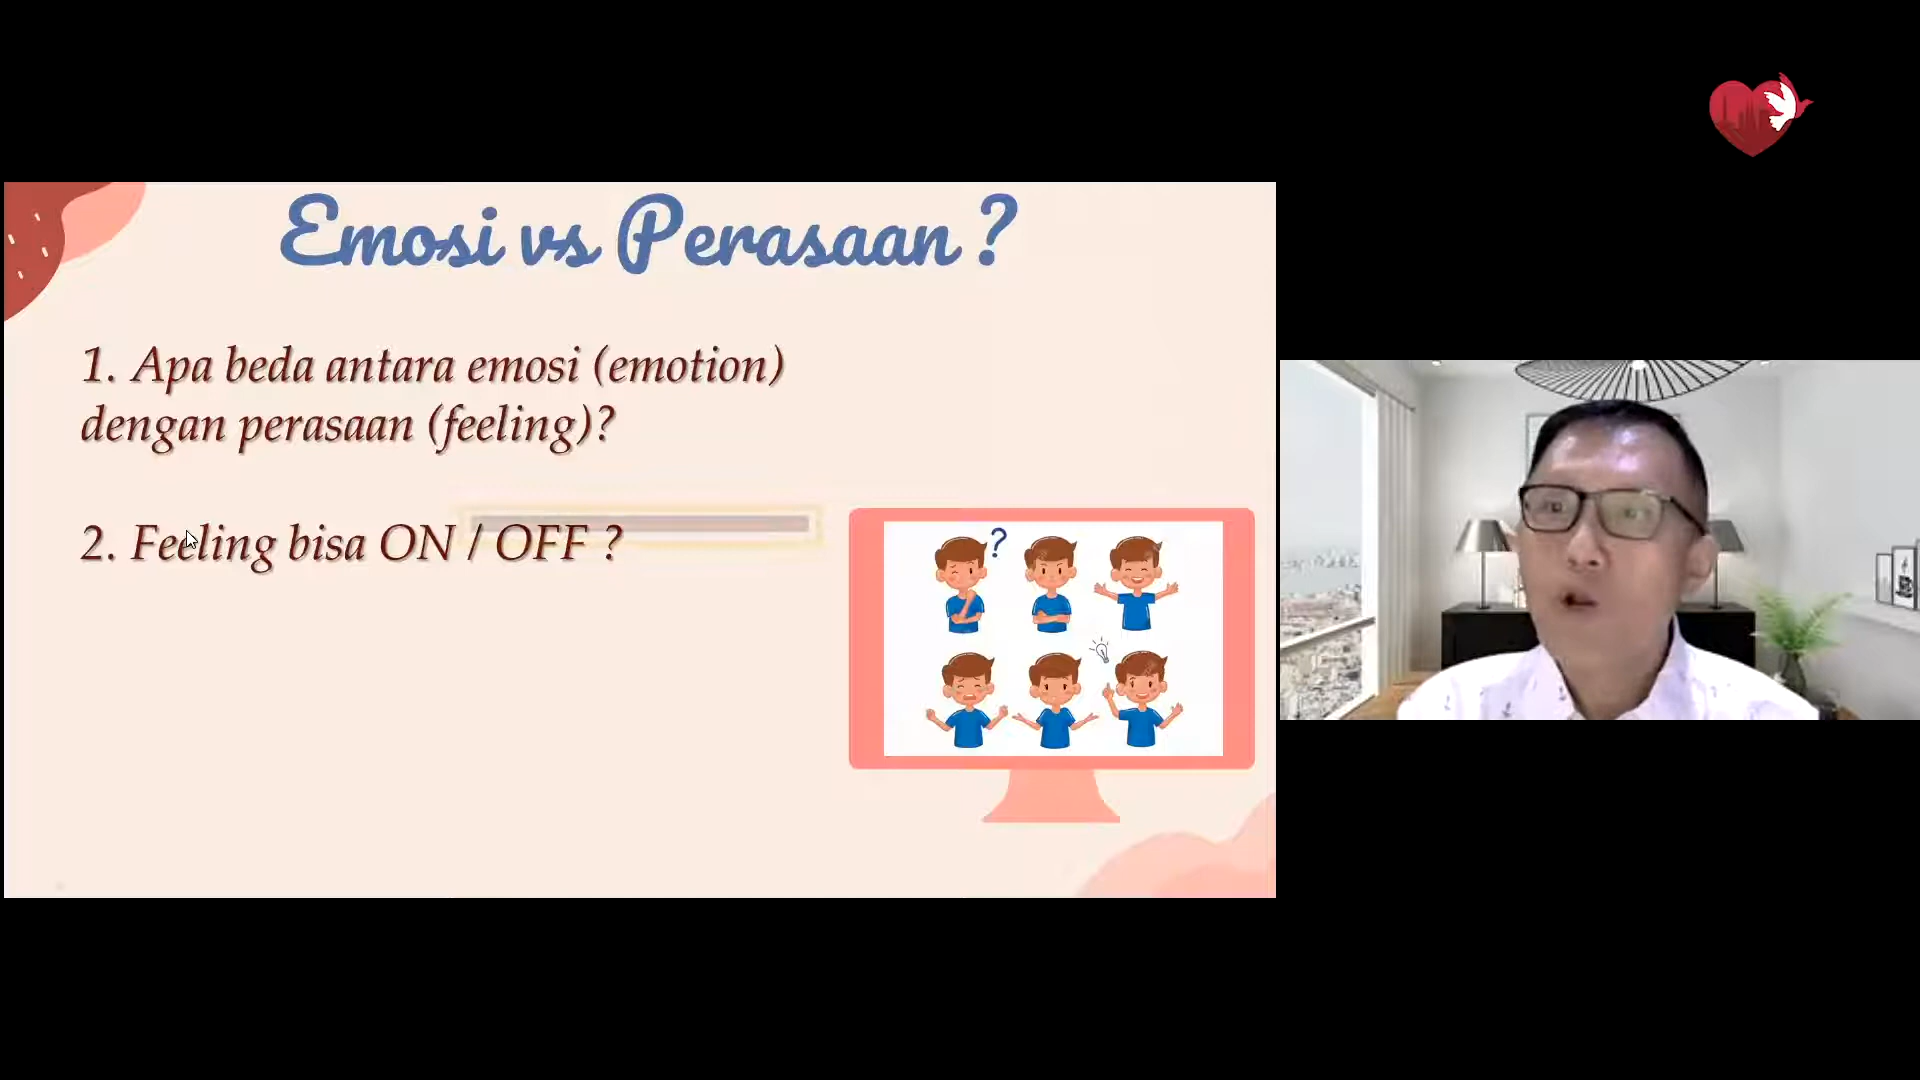 Emosi vs Perasaan ?
1. Apa beda antara emosi (emotion)
dengan perasaan (feeling)?
2. Feeling bisa ON / OFF ?
?